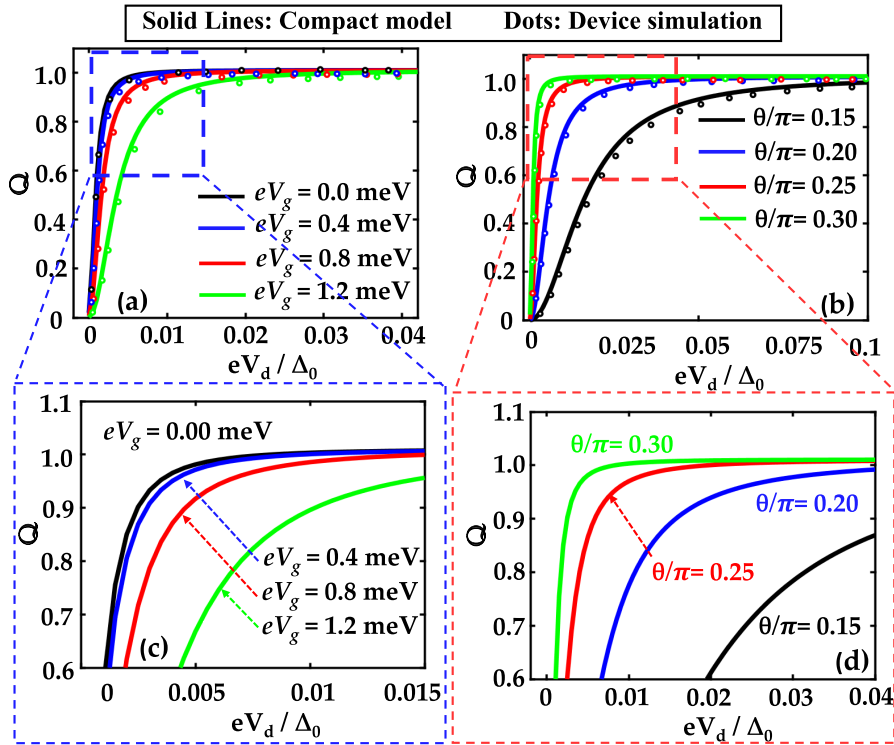 Solid Lines: Compact model Dots: Device simulation
1.0
0.8
0.6
0.4
0.2
0
Ω
eV_g = 0.0 meV
eV_g = 0.4 meV
eV_g = 0.8 meV
eV_g = 1.2 meV
(a)
0 0.01 0.02 0.03 0.04
eV_d / Δ_0
1.0
0.8
0.6
0.4
0.2
0
Ω
θ/π= 0.15
θ/π= 0.20
θ/π= 0.25
θ/π= 0.30
(b)
0 0.025 0.05 0.075 0.1
eV_d / Δ_0
1.1
1.0
0.9
0.8
0.7
0.6
Ω
eV_g = 0.00 meV
eV_g = 0.4 meV
eV_g = 0.8 meV
eV_g = 1.2 meV
(c)
0 0.005 0.01 0.015
eV_d / Δ_0
1.1
1.0
0.9
0.8
0.7
0.6
Ω
θ/π= 0.30
θ/π= 0.20
θ/π= 0.25
θ/π= 0.15
(d)
0 0.01 0.02 0.03 0.04
eV_d / Δ_0